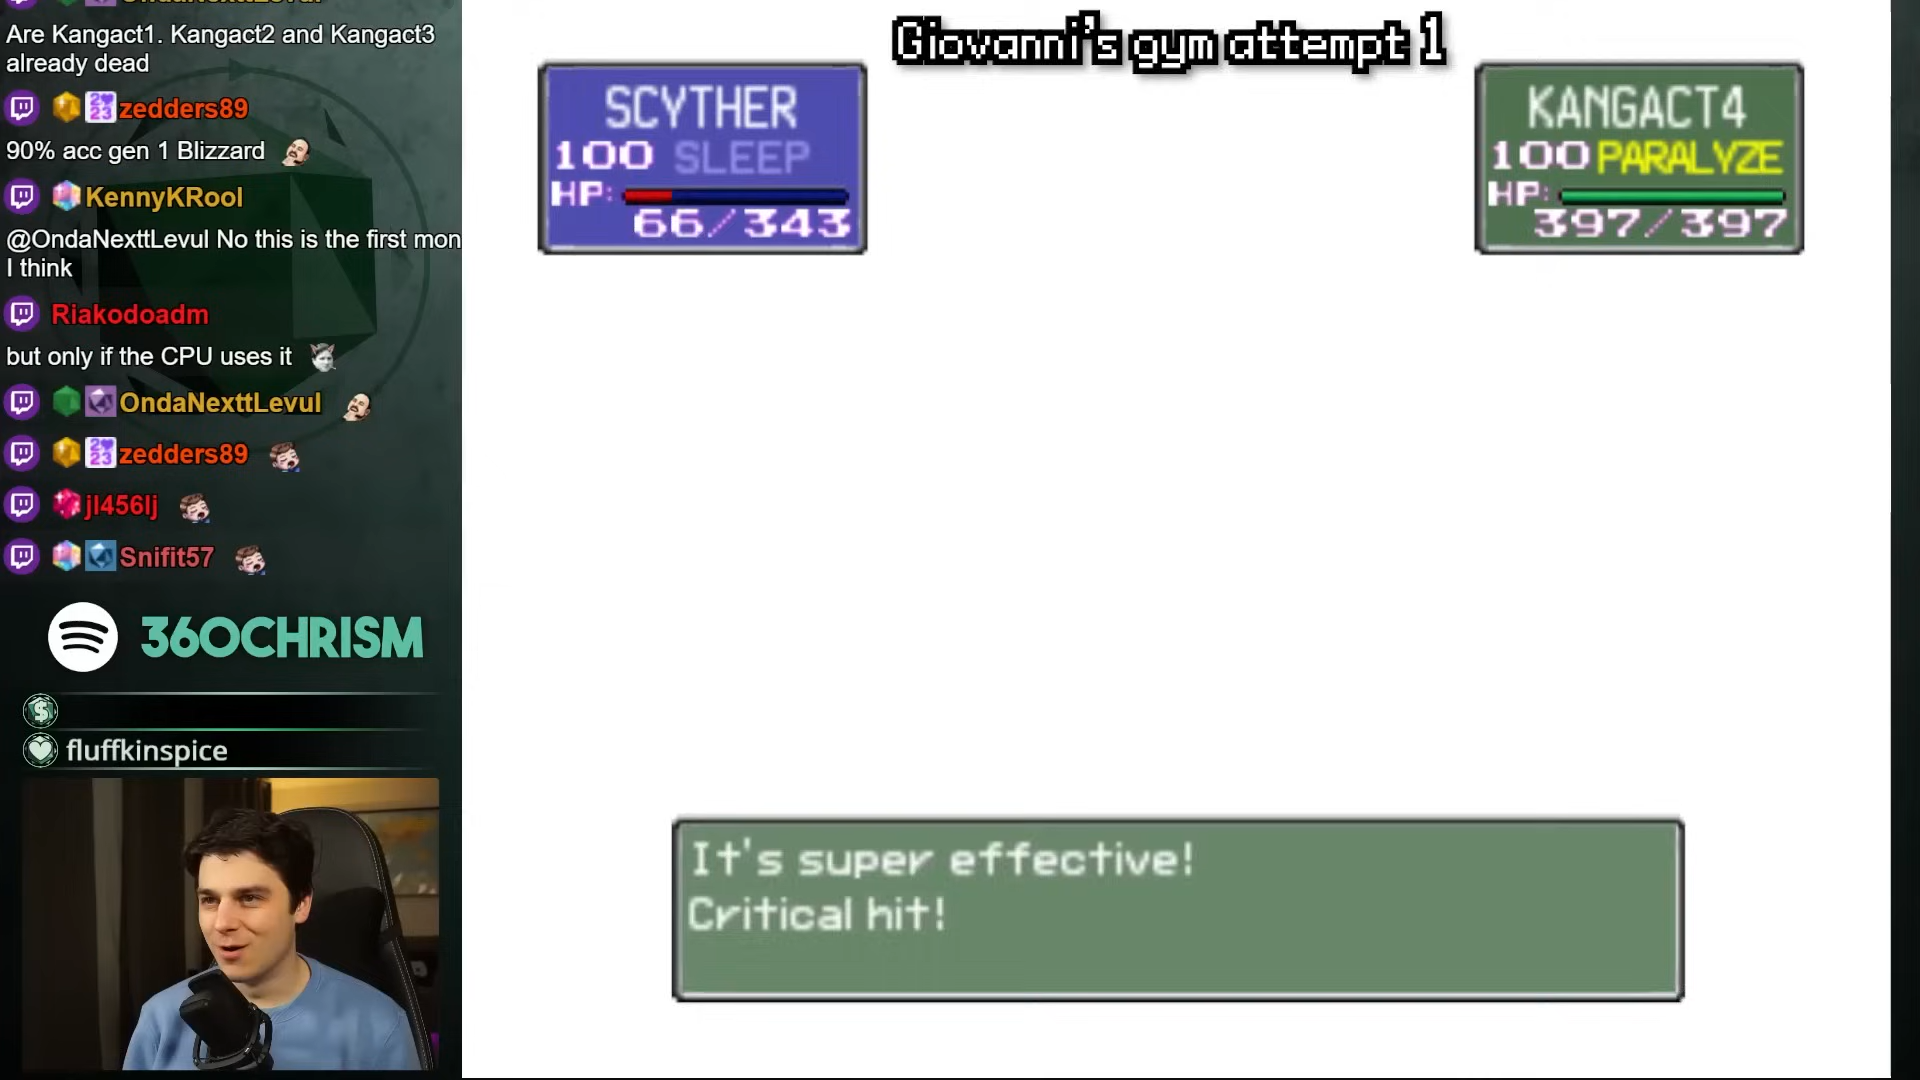 Are Kangact1. Kangact2 and Kangact3
already dead
zedders89
90% acc gen 1 Blizzard
KennyKRool
@OndaNexttLevul No this is the first mon
I think
Riakodoadm
but only if the CPU uses it
OndaNexttLevul
zedders89
jl456lj
Snifit57
360CHRISM
fluffkinspice
Giovanni's gym attempt 1
SCYTHER
100 SLEEP
HP:
66/343
KANGACT4
100 PARALYZE
HP:
397/397
It's super effective!
Critical hit!